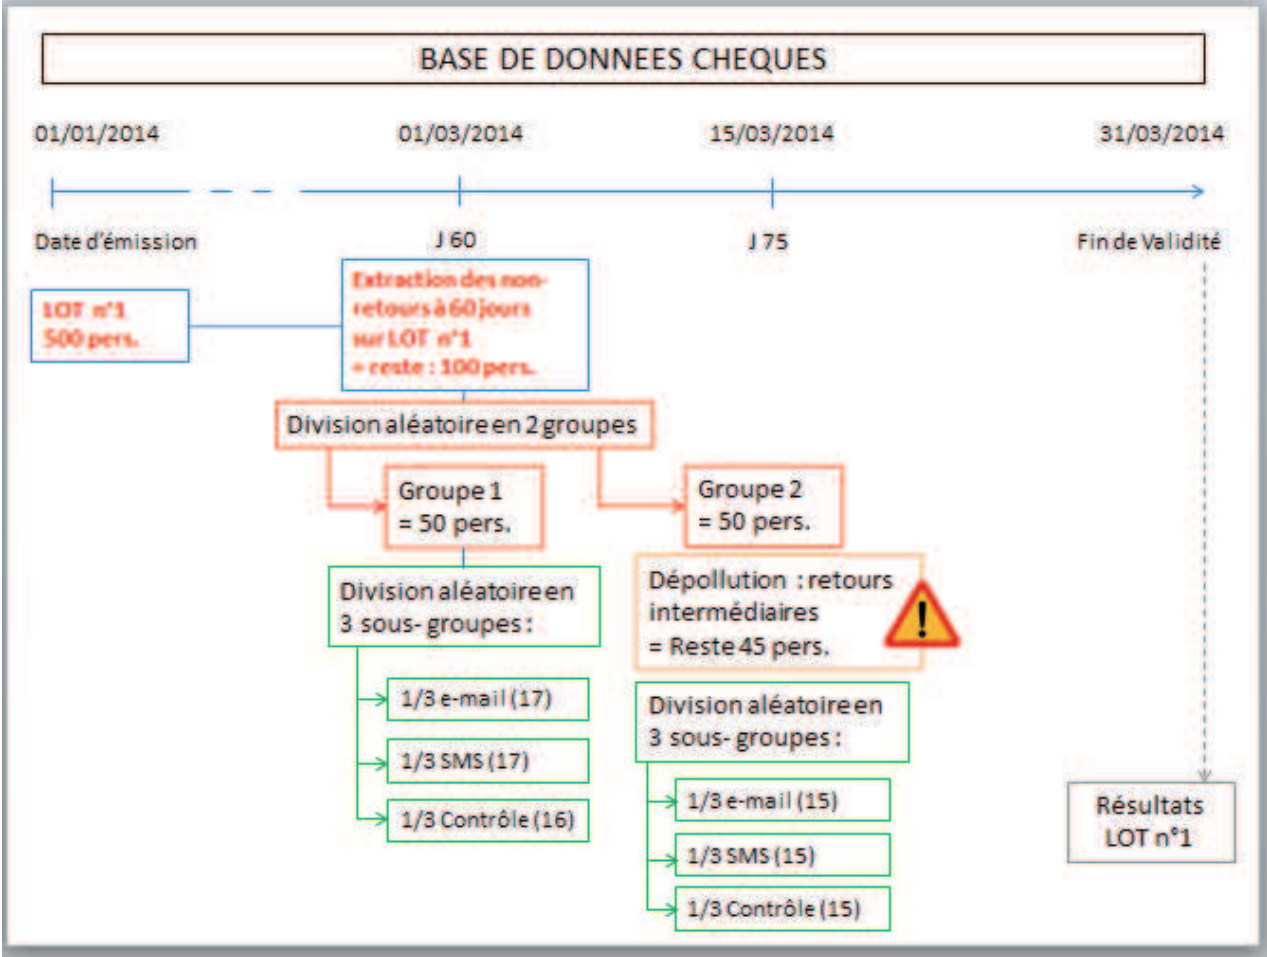 BASE DE DONNEES CHEQUES
01/01/2014
01/03/2014
15/03/2014
31/03/2014
Date d'émission
J 60
J 75
Fin de Validité
LOT n°1
500 pers.
Extraction des non-
retours à 60 jours
sur LOT n°1
= reste : 100 pers.
Division aléatoire en 2 groupes
Groupe 1
= 50 pers.
Groupe 2
= 50 pers.
Division aléatoire en
3 sous- groupes :
1/3 e-mail (17)
1/3 SMS (17)
1/3 Contrôle (16)
Dépollution : retours
intermédiaires
= Reste 45 pers.
!
Division aléatoire en
3 sous- groupes :
1/3 e-mail (15)
1/3 SMS (15)
1/3 Contrôle (15)
Résultats
LOT n°1